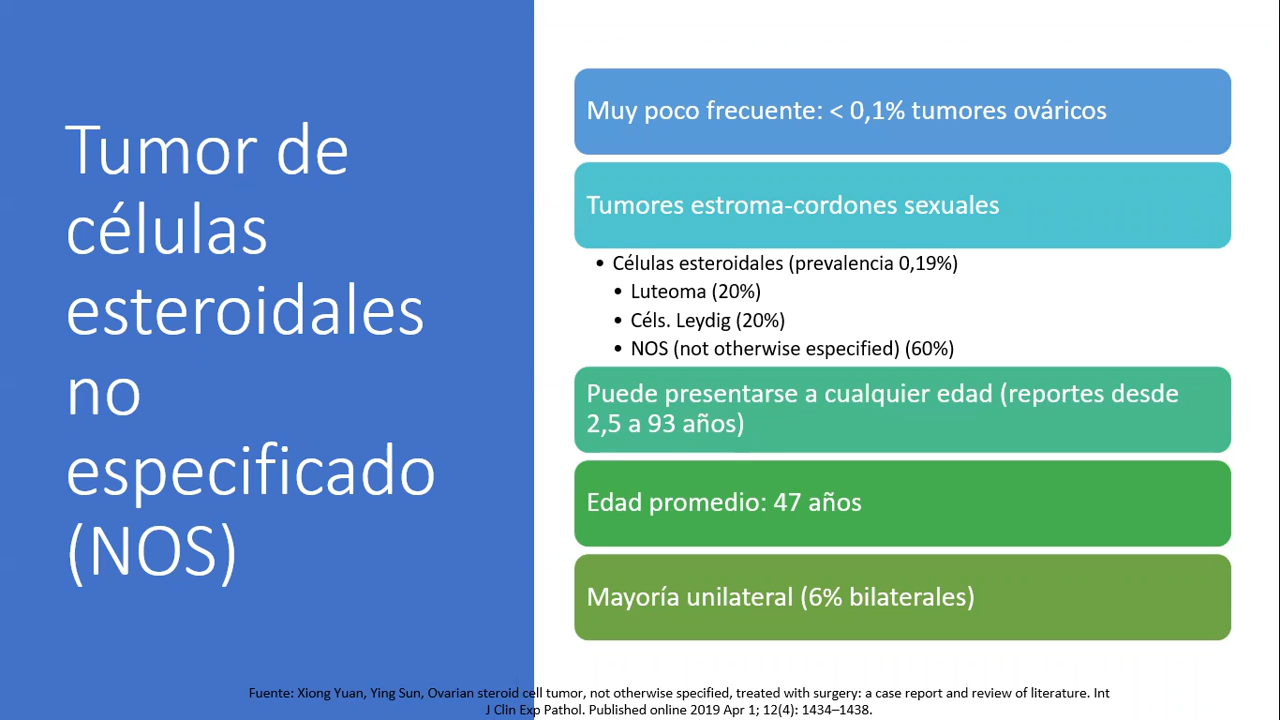 Tumor de
células
esteroidales
no
especificado
(NOS)
Muy poco frecuente: < 0,1% tumores ováricos
Tumores estroma-cordones sexuales
• Células esteroidales (prevalencia 0,19%)
• Luteoma (20%)
• Céls. Leydig (20%)
• NOS (not otherwise especified) (60%)
Puede presentarse a cualquier edad (reportes desde
2,5 a 93 años)
Edad promedio: 47 años
Mayoría unilateral (6% bilaterales)
Fuente: Xiong Yuan, Ying Sun, Ovarian steroid cell tumor, not otherwise specified, treated with surgery: a case report and review of literature. Int
J Clin Exp Pathol. Published online 2019 Apr 1; 12(4): 1434–1438.